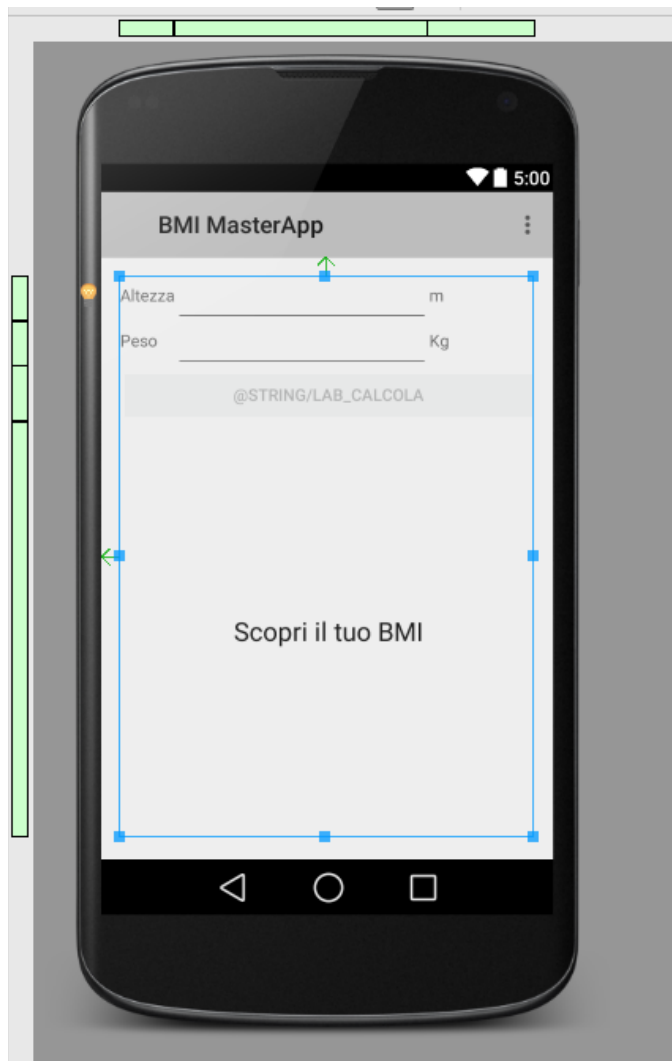 5:00
BMI MasterApp
Altezza m
Peso Kg
@STRING/LAB_CALCOLA
Scopri il tuo BMI